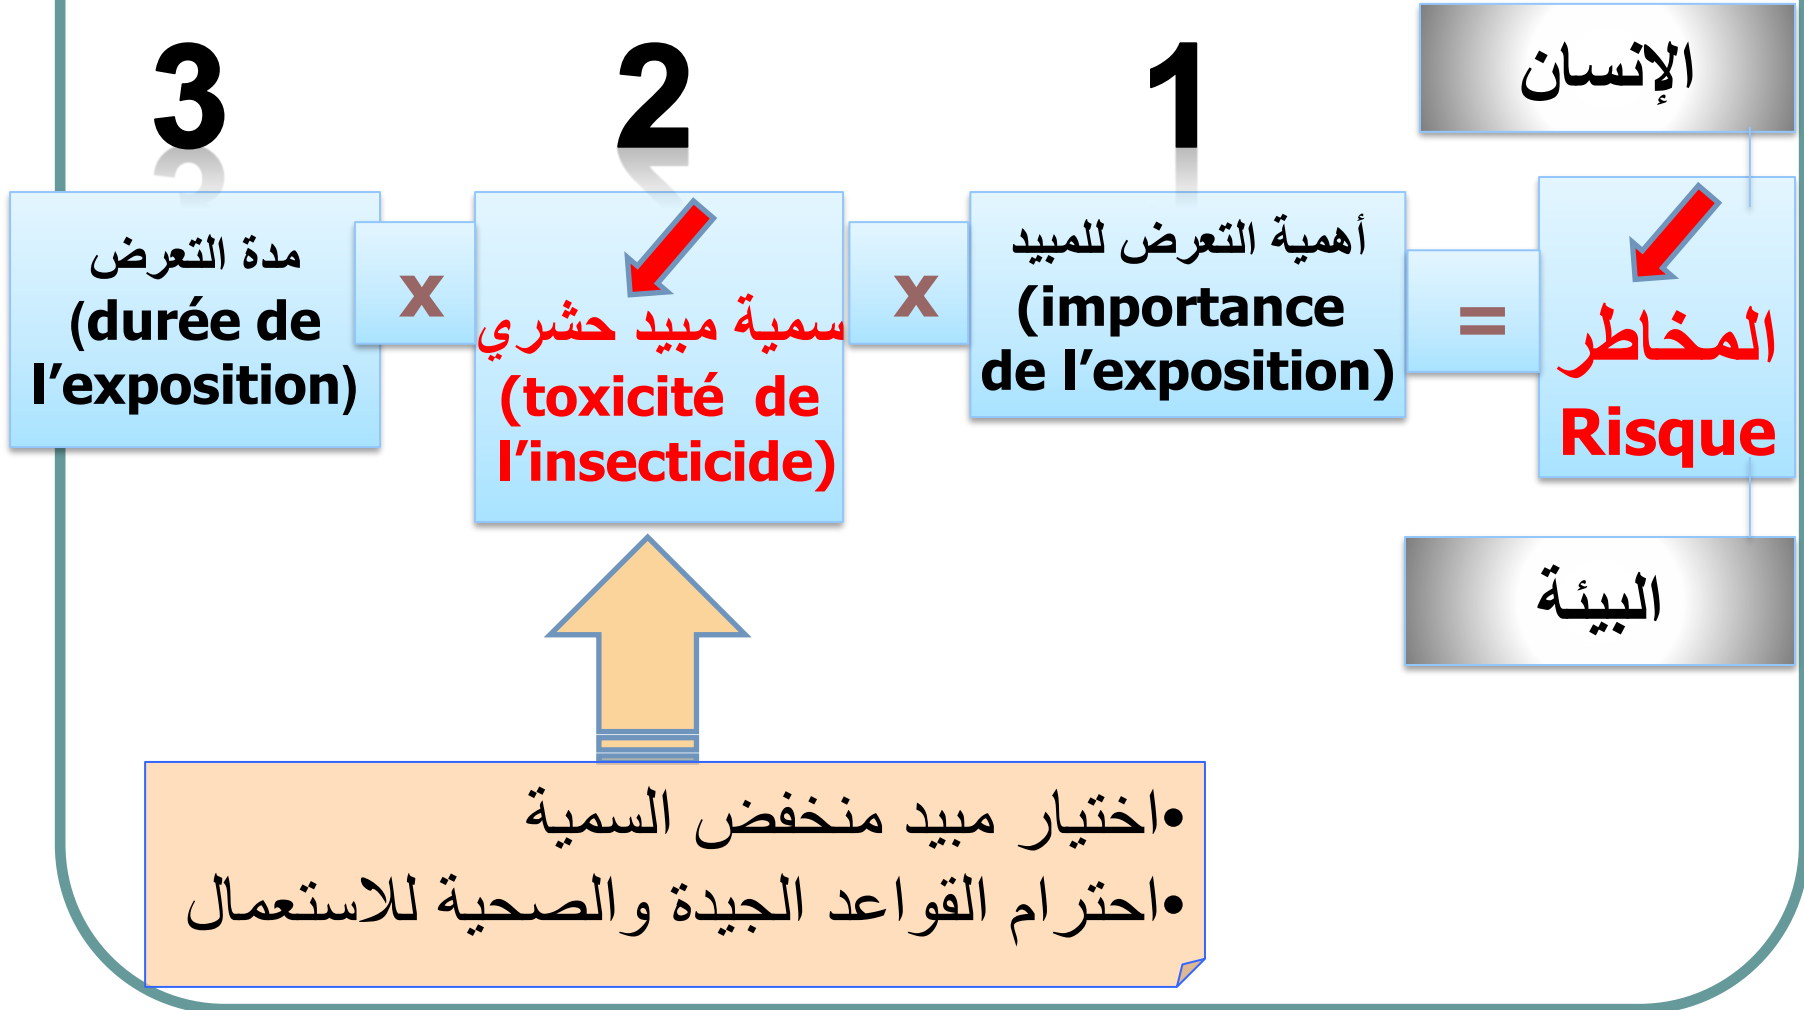 الإنسان
1
2
3
المخاطر
Risque
=
أهمية التعرض للمبيد
(importance
de l’exposition)
x
سمية مبيد حشري
(toxicité de
l’insecticide)
x
مدة التعرض
(durée de
l’exposition)
البيئة
•اختيار مبيد منخفض السمية
•احترام القواعد الجيدة والصحية للاستعمال